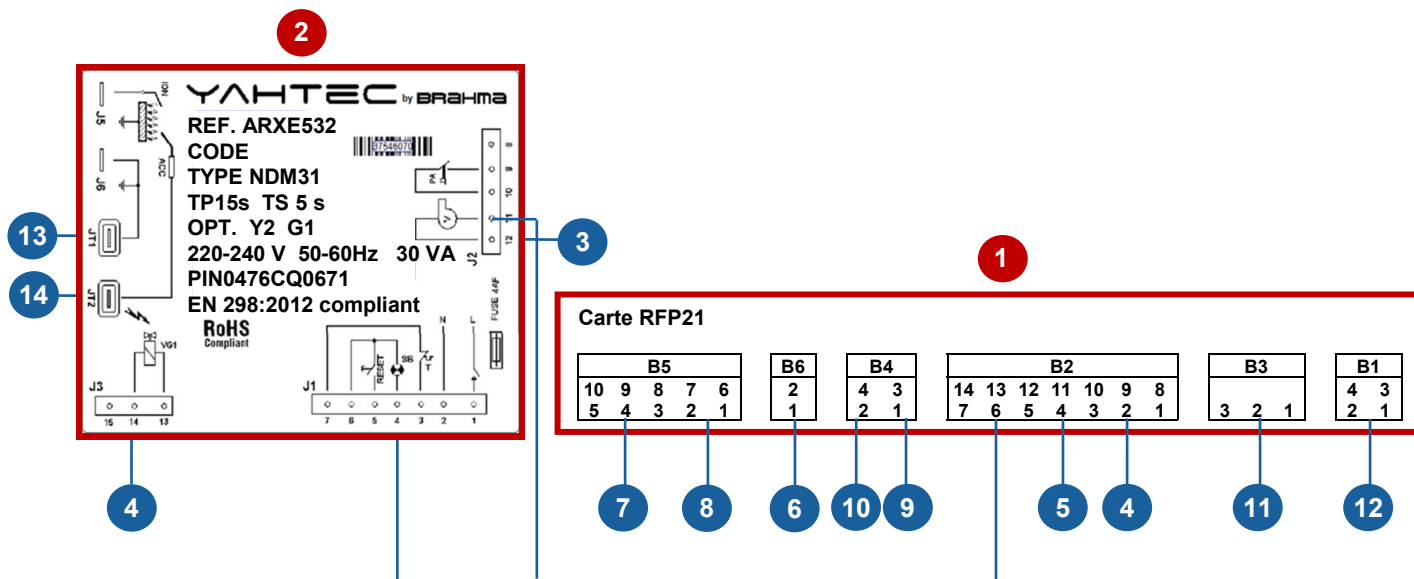 2
YAHTEC by BRAHMA
REF. ARXE532
37546070
CODE
TYPE NDM31
TP15s TS 5 s
OPT. Y2 G1
220-240 V 50-60Hz 30 VA
PIN0476CQ0671
EN 298:2012 compliant
RoHS
Compliant
J5
ION
J6
ACC
JT1
JT2
VG1
J3
15 14 13
PA
V
8
9
10
11
12
J2
FUSE 4AF
N
L
RESET
SB
T
J1
7 6 5 4 3 2 1
13
14
3
4
1
Carte RFP21
B5
10 9 8 7 6
5 4 3 2 1
B6
2
1
B4
4 3
2 1
B2
14 13 12 11 10 9 8
7 6 5 4 3 2 1
B3
3 2 1
B1
4 3
2 1
7
8
6
10
9
5
4
11
12